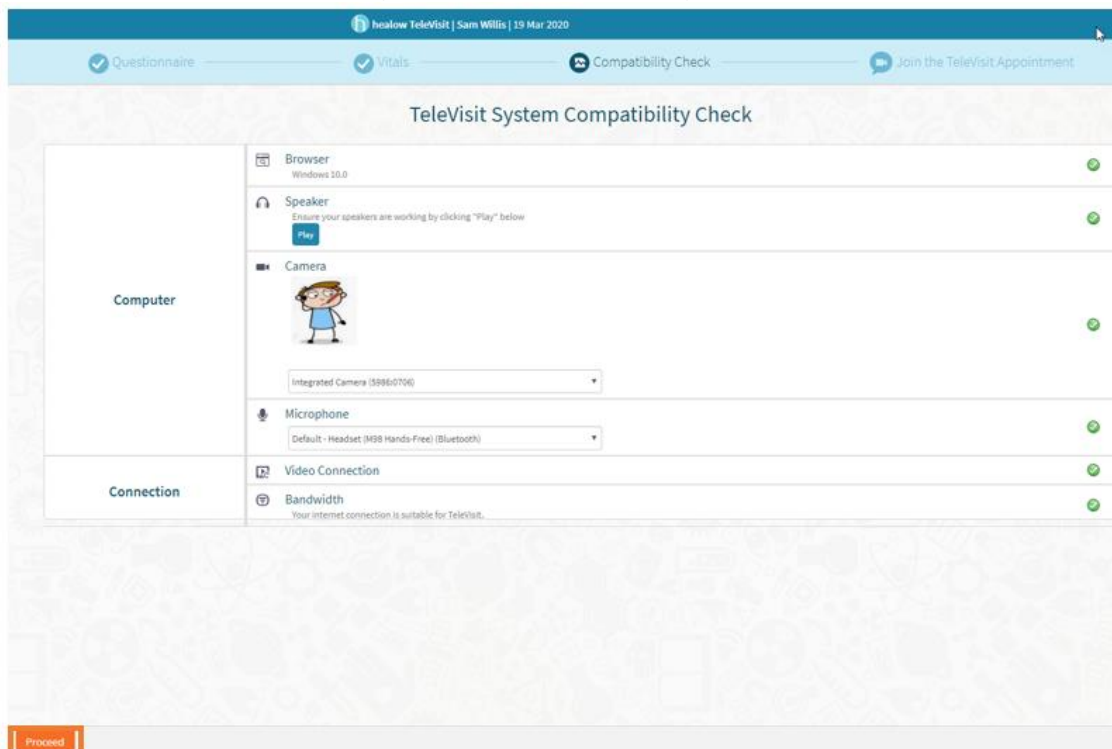 healow TeleVisit | Sam Willis | 19 Mar 2020
Questionnaire Vitals Compatibility Check Join the TeleVisit Appointment
TeleVisit System Compatibility Check
Computer
Browser
Windows 10.0
Speaker
Ensure your speakers are working by clicking "Play" below
Play
Camera
Integrated Camera (5986:0706)
Microphone
Default - Headset (M98 Hands-Free) (Bluetooth)
Connection
Video Connection
Bandwidth
Your internet connection is suitable for TeleVisit.
Proceed